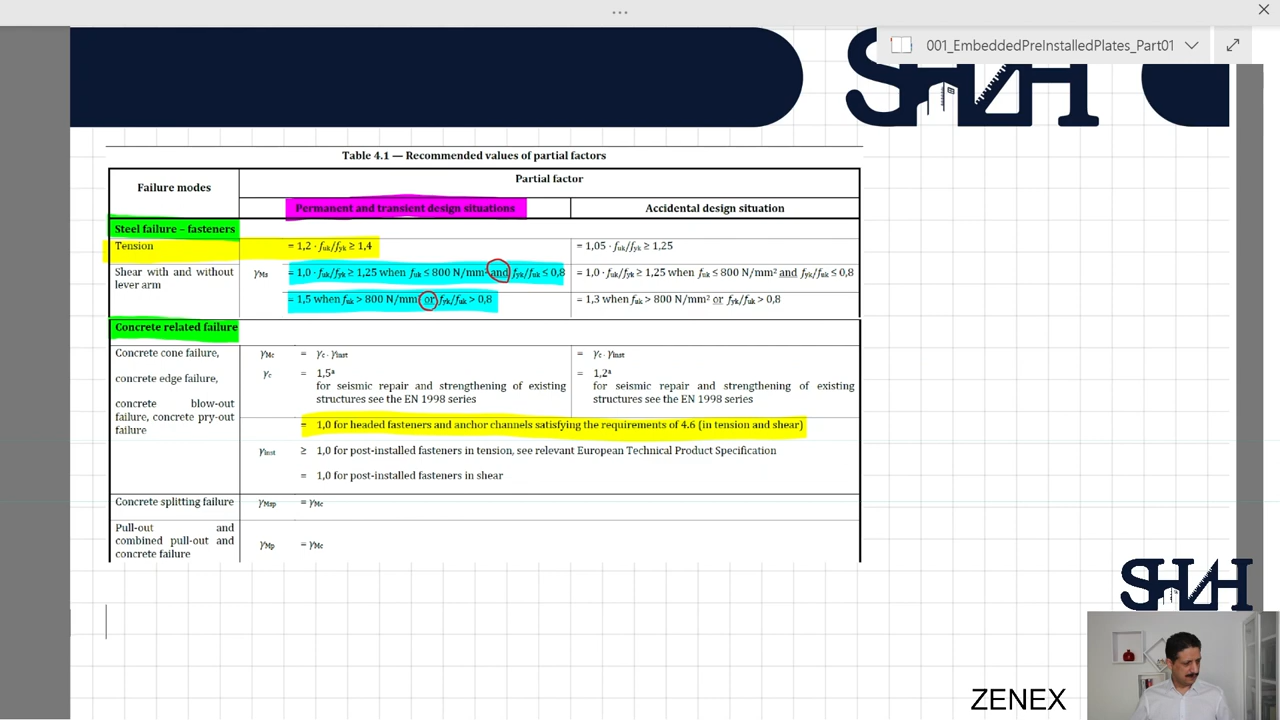 001_EmbeddedPreInstalledPlates_Part01
SHZH
Table 4.1 — Recommended values of partial factors
Failure modes
Partial factor
Permanent and transient design situations
Accidental design situation
Steel failure – fasteners
Tension
= 1,2 · fuk/fyk ≥ 1,4
= 1,05 · fuk/fyk ≥ 1,25
Shear with and without
lever arm
γMs
= 1,0 · fuk/fyk ≥ 1,25 when fuk ≤ 800 N/mm² and fyk/fuk ≤ 0,8
= 1,0 · fuk/fyk ≥ 1,25 when fuk ≤ 800 N/mm² and fyk/fuk ≤ 0,8
= 1,5 when fuk > 800 N/mm² or fyk/fuk > 0,8
= 1,3 when fuk > 800 N/mm² or fyk/fuk > 0,8
Concrete related failure
Concrete cone failure,
concrete edge failure,
concrete blow-out
failure, concrete pry-out
failure
γMc = γc · γinst
= γc · γinst
γc = 1,5ᵃ
for seismic repair and strengthening of existing
structures see the EN 1998 series
= 1,2ᵃ
for seismic repair and strengthening of existing
structures see the EN 1998 series
= 1,0 for headed fasteners and anchor channels satisfying the requirements of 4.6 (in tension and shear)
γinst ≥ 1,0 for post-installed fasteners in tension, see relevant European Technical Product Specification
= 1,0 for post-installed fasteners in shear
Concrete splitting failure
γMsp = γMc
Pull-out and
combined pull-out and
concrete failure
γMp = γMc
SHZH
ZENEX